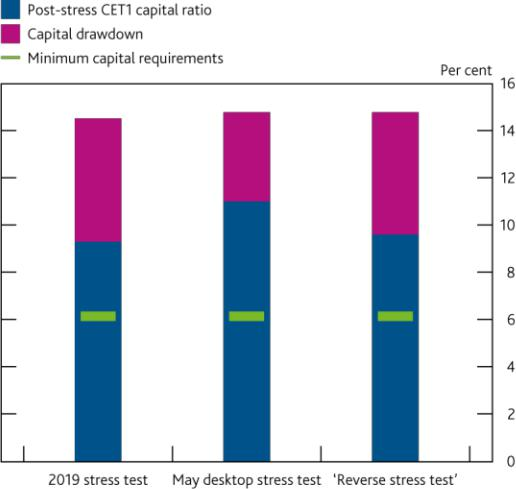 Post-stress CET1 capital ratio
Capital drawdown
Minimum capital requirements
Per cent
16
14
12
10
8
6
4
2
0
2019 stress test May desktop stress test 'Reverse stress test'